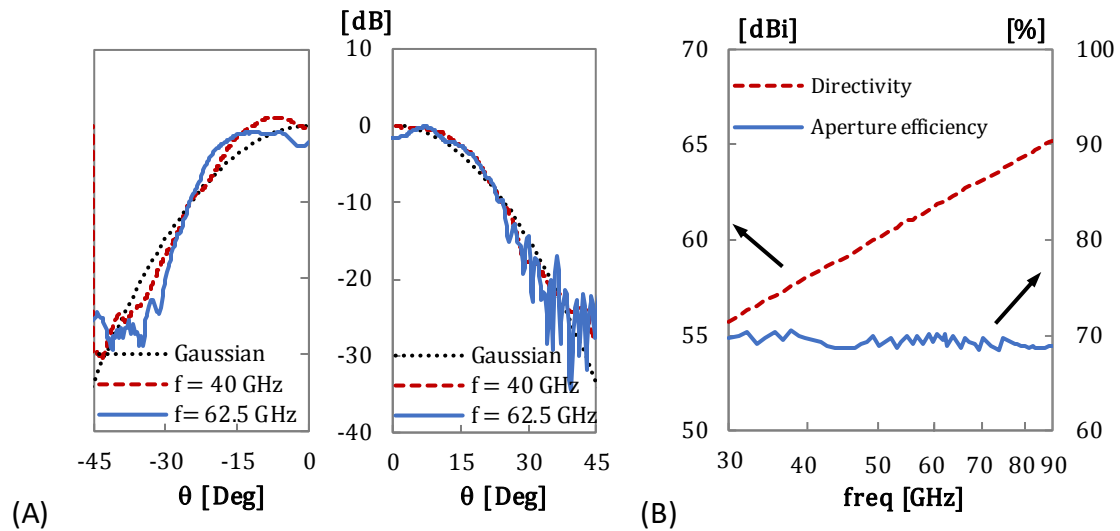 [dB]
10
0
-10
-20
-30
-40
Gaussian
f = 40 GHz
f= 62.5 GHz
-45
-30
-15
0
θ [Deg]
Gaussian
f = 40 GHz
f = 62.5 GHz
0
15
30
45
θ [Deg]
(A)
[dBi]
[%]
70
65
60
55
50
100
90
80
70
60
Directivity
Aperture efficiency
30
40
50
60
70
80
90
freq [GHz]
(B)